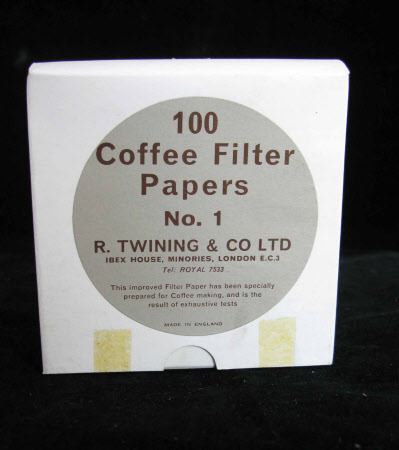 100
Coffee Filter
Papers
No. 1
R. TWINING & CO LTD
IBEX HOUSE, MINORIES, LONDON E.C.3
Tel: ROYAL 7533
This improved Filter Paper has been specially
prepared for Coffee making, and is the
result of exhaustive tests
MADE IN ENGLAND